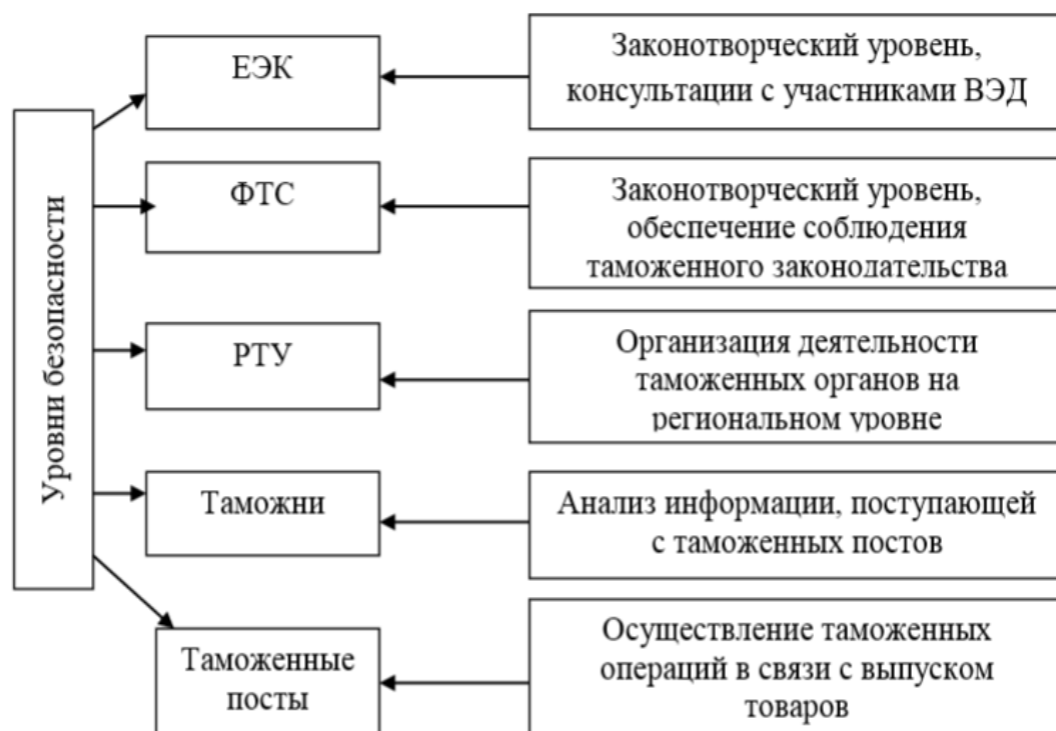 Уровни безопасности
ЕЭК
Законотворческий уровень,
консультации с участниками ВЭД
ФТС
Законотворческий уровень,
обеспечение соблюдения
таможенного законодательства
РТУ
Организация деятельности
таможенных органов на
региональном уровне
Таможни
Анализ информации, поступающей
с таможенных постов
Таможенные
посты
Осуществление таможенных
операций в связи с выпуском
товаров